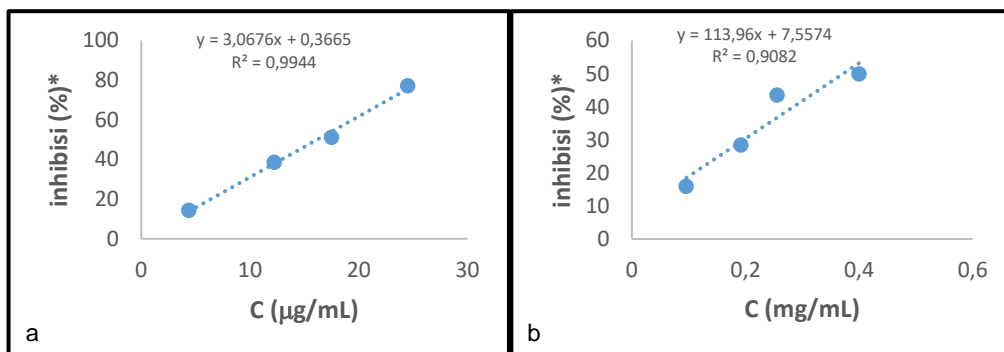 y = 3,0676x + 0,3665
R² = 0,9944
100
80
60
40
20
0
inhibisi (%)*
0
10
20
30
C (µg/mL)
a
y = 113,96x + 7,5574
R² = 0,9082
60
50
40
30
20
10
0
inhibisi (%)*
0
0,2
0,4
0,6
C (mg/mL)
b